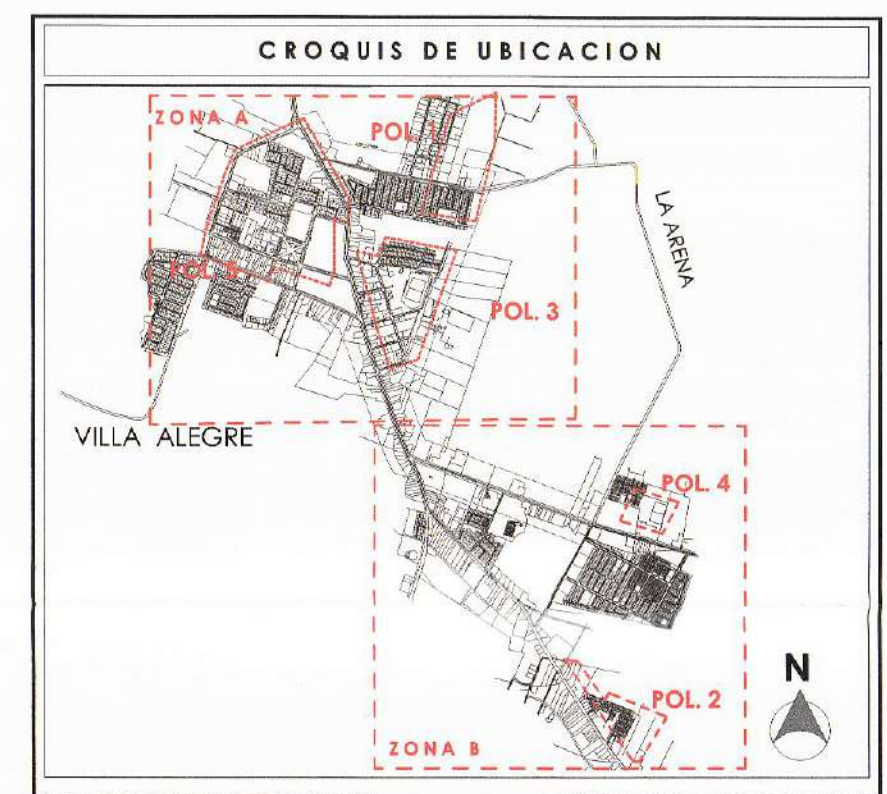 CROQUIS DE UBICACION
ZONA A
POL. 1
LA ARENA
POL. 5
POL. 3
VILLA ALEGRE
POL. 4
N
POL. 2
ZONA B